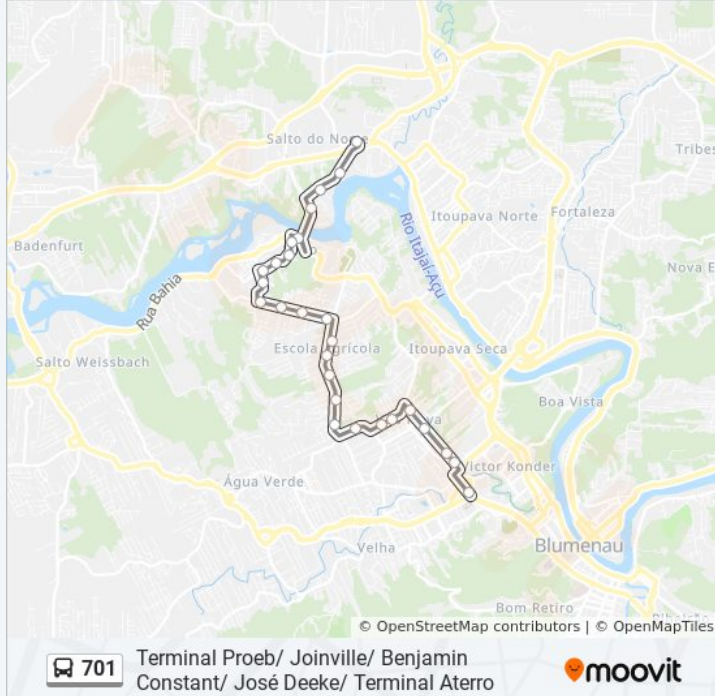 Salto do Norte
Tribes
Itoupava Norte
Fortaleza
Rio Itajaí-Açu
Badenfurt
Nova E
Rua Bahia
Escola Agrícola
Itoupava Seca
Salto Weissbach
Boa Vista
Victor Konder
Água Verde
Velha
Blumenau
Bom Retiro
© OpenStreetMap contributors | © OpenMapTiles
701
Terminal Proeb/ Joinville/ Benjamin
Constant/ José Deeke/ Terminal Aterro
moovit